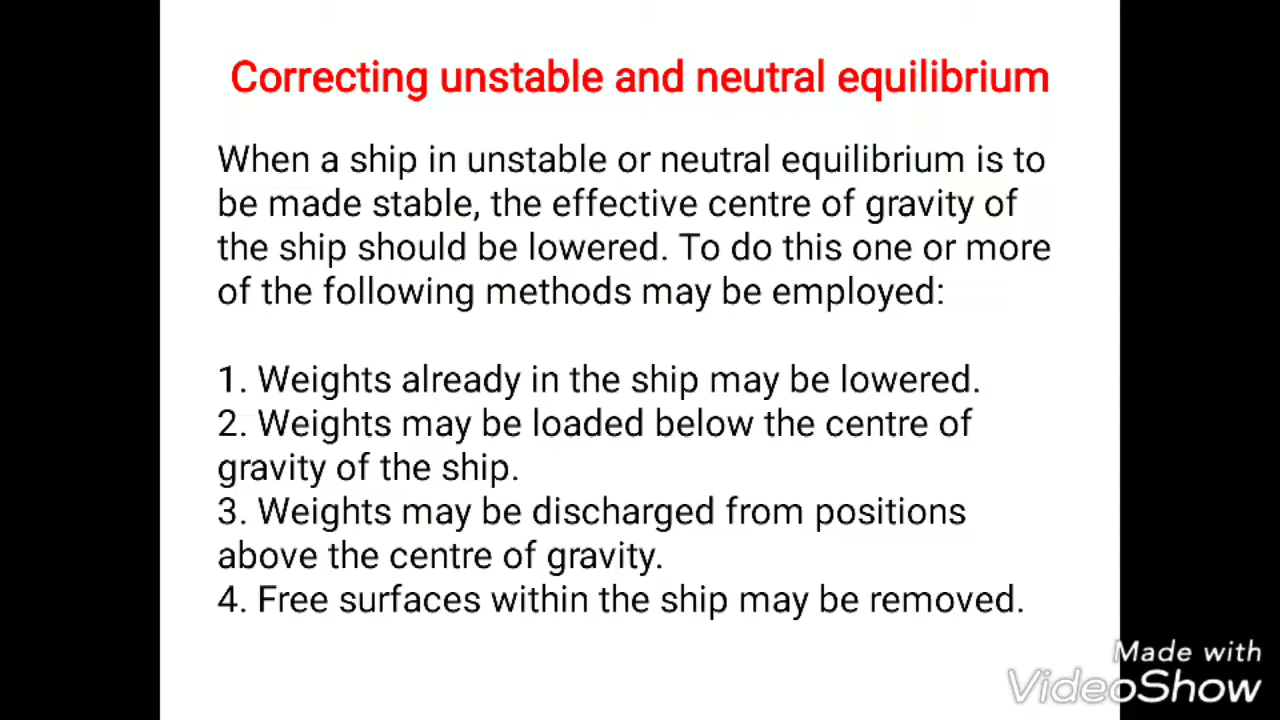 Correcting unstable and neutral equilibrium
When a ship in unstable or neutral equilibrium is to
be made stable, the effective centre of gravity of
the ship should be lowered. To do this one or more
of the following methods may be employed:
1. Weights already in the ship may be lowered.
2. Weights may be loaded below the centre of
gravity of the ship.
3. Weights may be discharged from positions
above the centre of gravity.
4. Free surfaces within the ship may be removed.
Made with
VideoShow